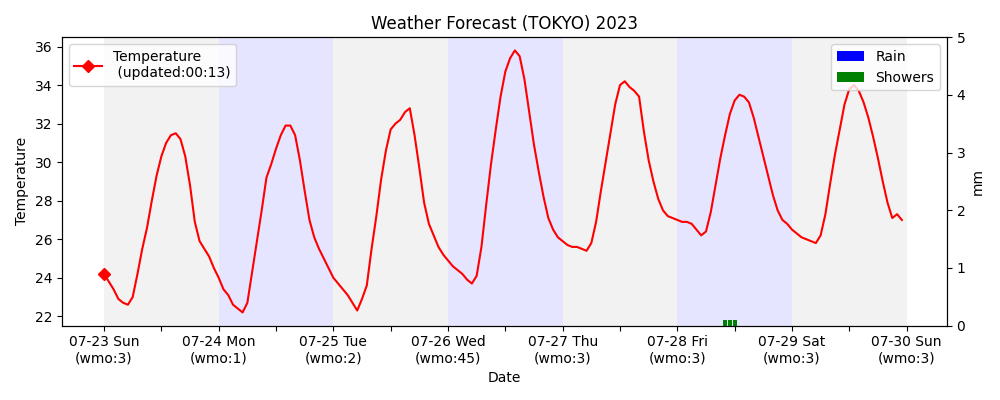 Weather Forecast (TOKYO) 2023
Temperature
(updated:00:13)
Rain
Showers
Temperature
36
34
32
30
28
26
24
22
5
4
3
2
1
0
mm
07-23 Sun
(wmo:3)
07-24 Mon
(wmo:1)
07-25 Tue
(wmo:2)
07-26 Wed
(wmo:45)
07-27 Thu
(wmo:3)
07-28 Fri
(wmo:3)
07-29 Sat
(wmo:3)
07-30 Sun
(wmo:3)
Date